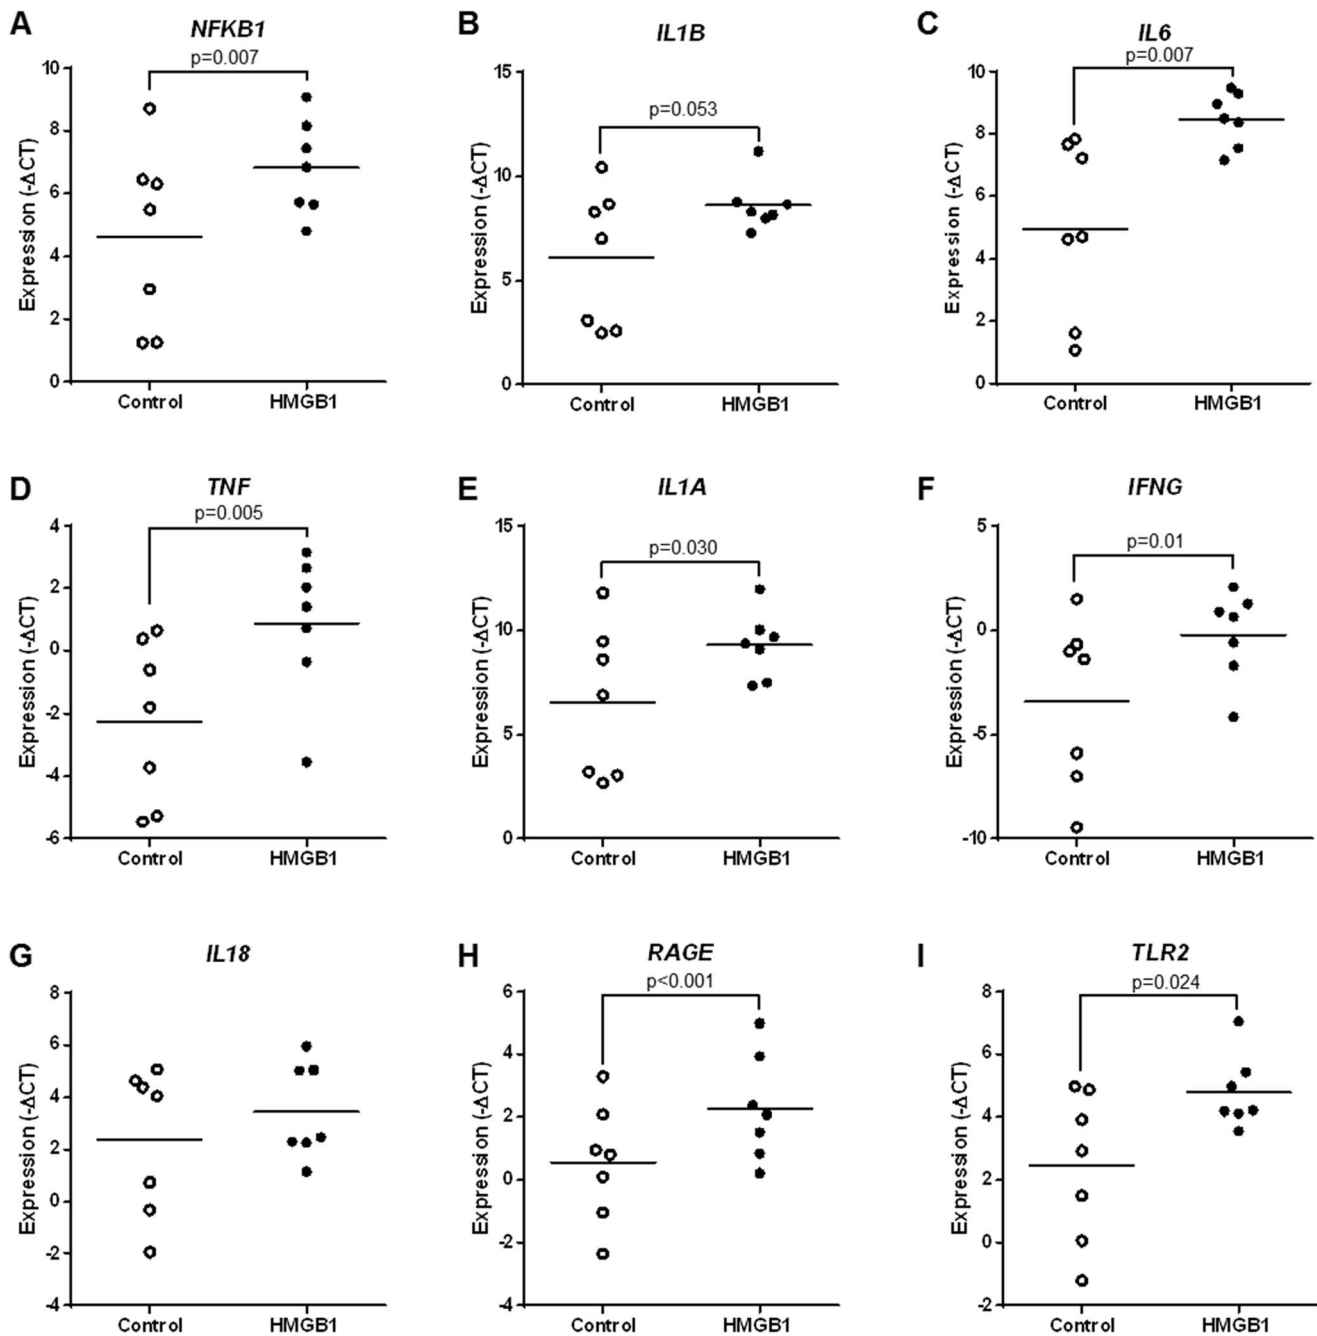 A
NFKB1
p=0.007
Expression (-ΔCT)
10
8
6
4
2
0
Control
HMGB1
B
IL1B
p=0.053
Expression (-ΔCT)
15
10
5
0
Control
HMGB1
C
IL6
p=0.007
Expression (-ΔCT)
10
8
6
4
2
0
Control
HMGB1
D
TNF
p=0.005
Expression (-ΔCT)
4
2
0
-2
-4
-6
Control
HMGB1
E
IL1A
p=0.030
Expression (-ΔCT)
15
10
5
0
Control
HMGB1
F
IFNG
p=0.01
Expression (-ΔCT)
5
0
-5
-10
Control
HMGB1
G
IL18
Expression (-ΔCT)
8
6
4
2
0
-2
-4
Control
HMGB1
H
RAGE
p<0.001
Expression (-ΔCT)
6
4
2
0
-2
-4
Control
HMGB1
I
TLR2
p=0.024
Expression (-ΔCT)
8
6
4
2
0
-2
Control
HMGB1